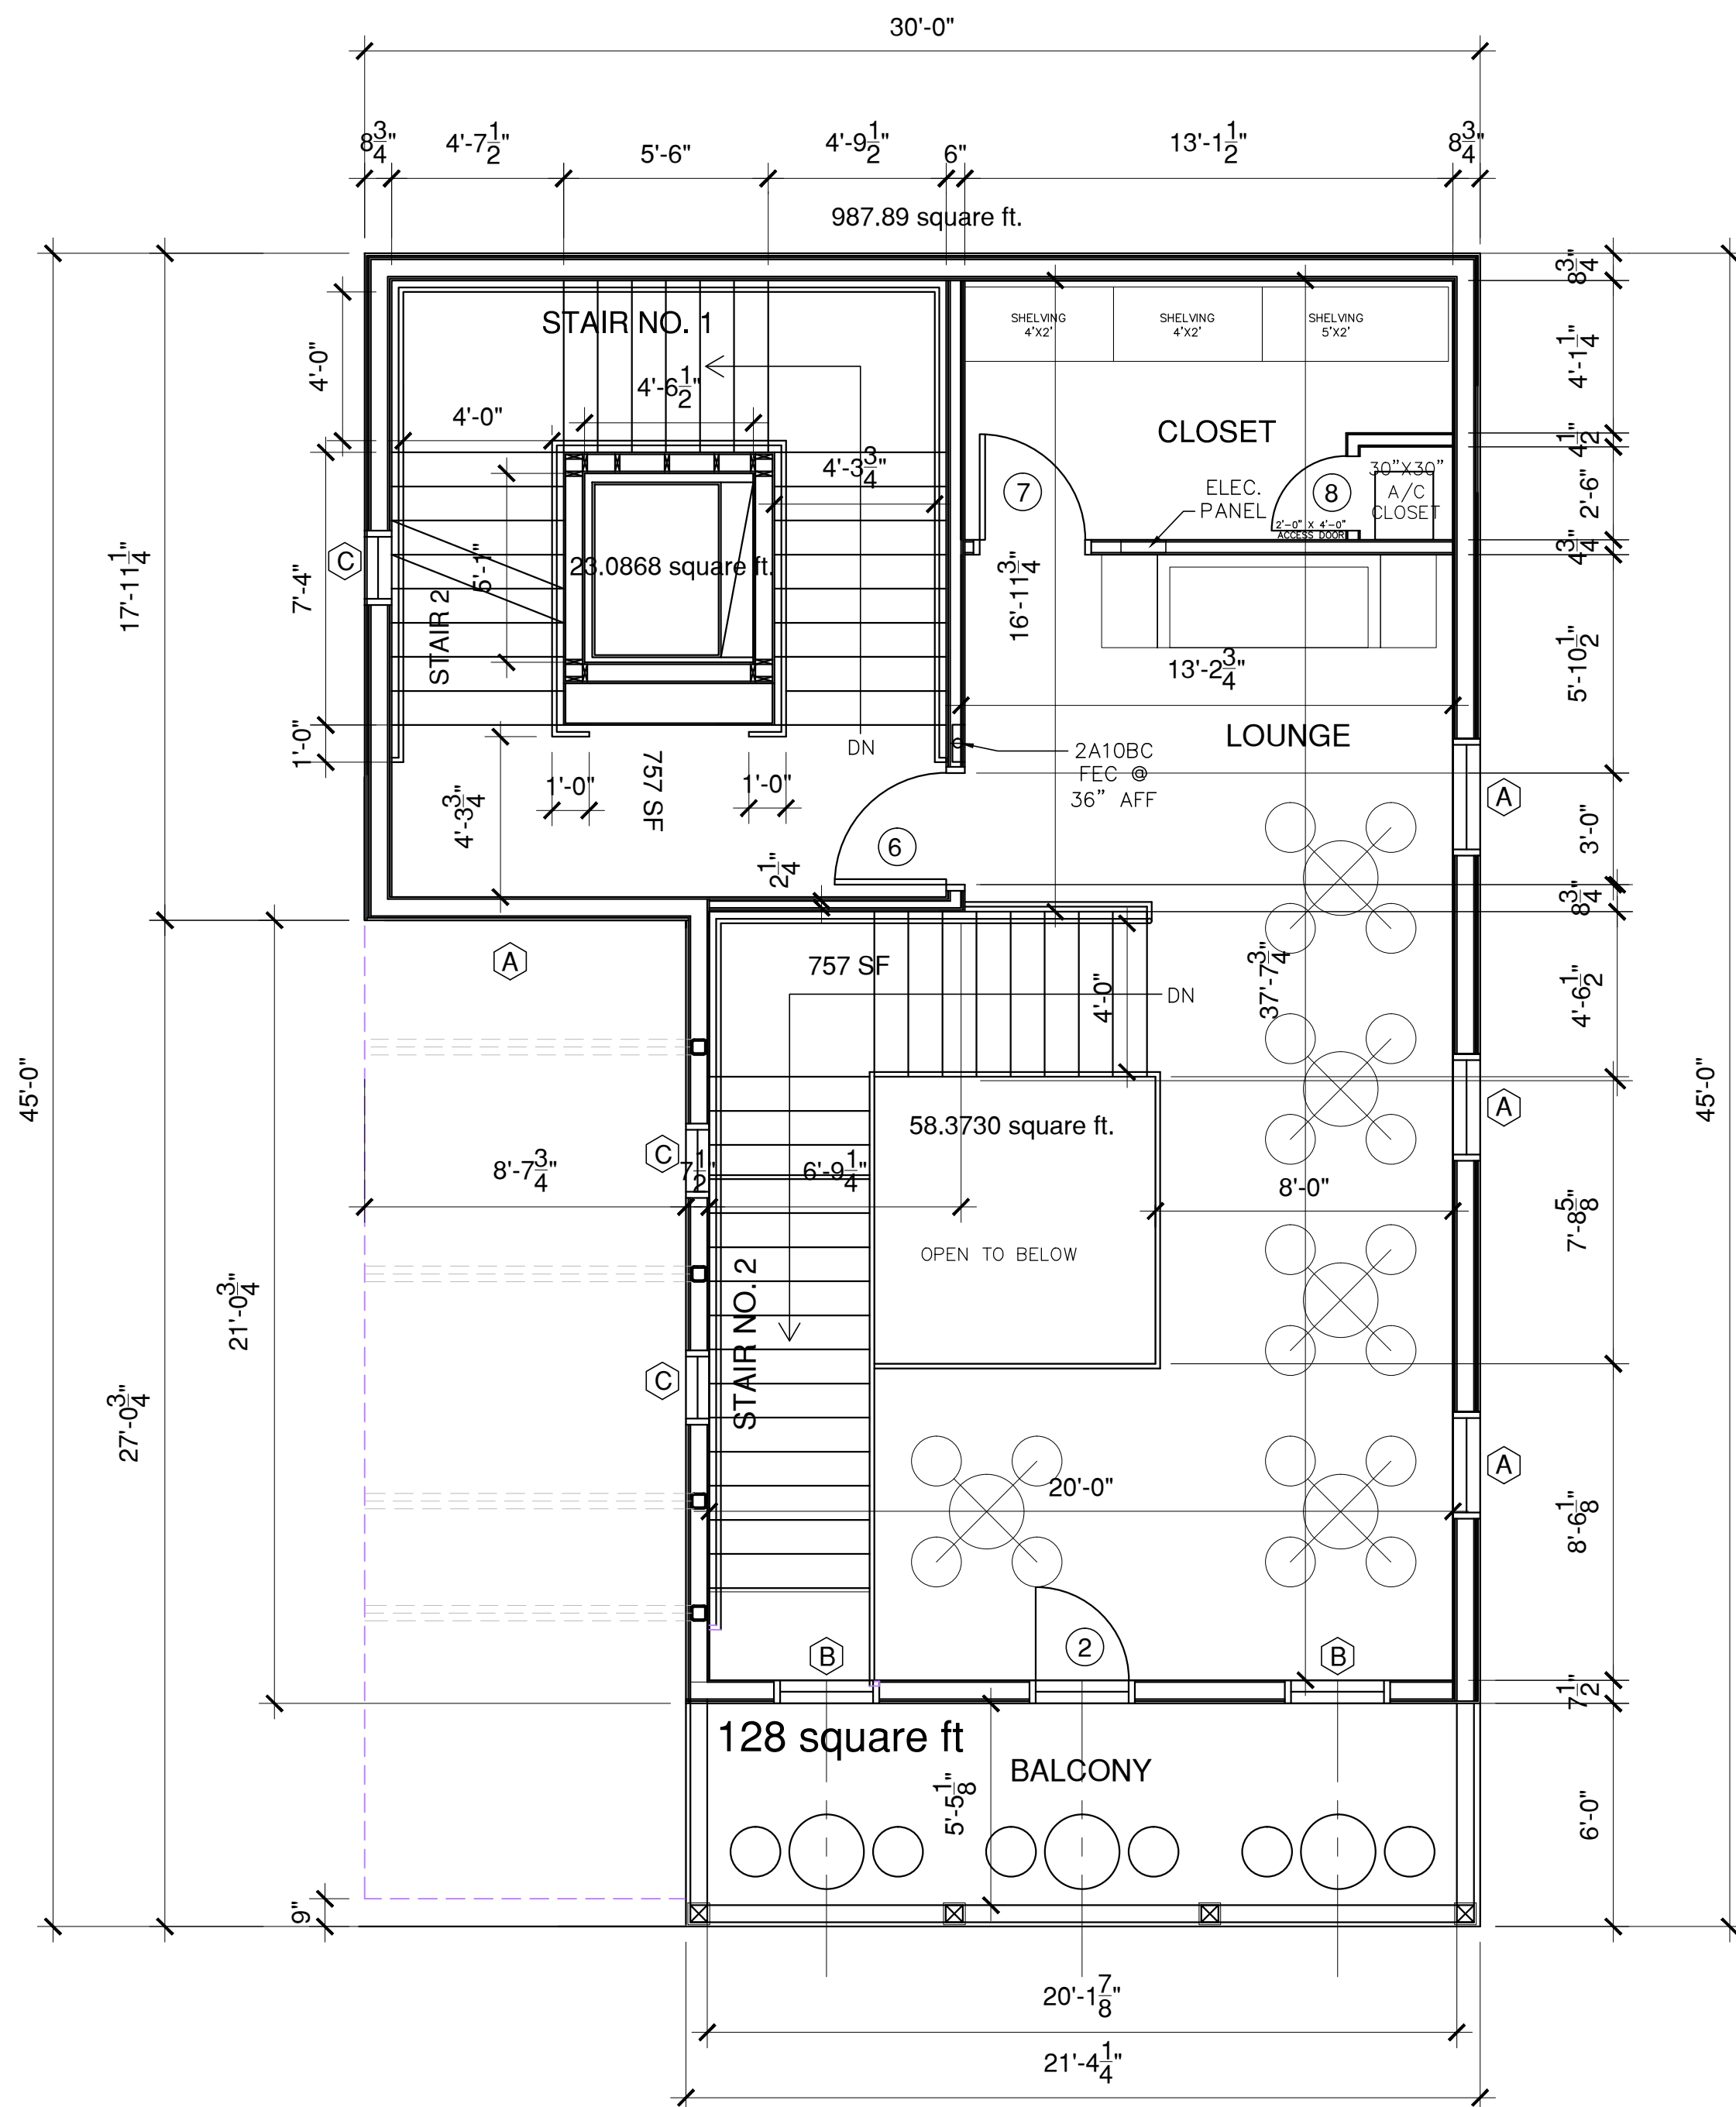 30'-0"
8 3/4"
4'-7 1/2"
5'-6"
4'-9 1/2"
6"
13'-1 1/2"
8 3/4"
987.89 square ft.
STAIR NO. 1
SHELVING
4'X2'
SHELVING
4'X2'
SHELVING
5'X2'
8 3/4"
4'-0"
4'-1 1/4"
4'-6 1/2"
4'-0"
CLOSET
4 1/2"
4'-3 3/4"
7
ELEC.
PANEL
8
30"X30"
A/C
CLOSET
2'-0" X 4'-0"
ACCESS DOOR
2'-6"
4 3/4"
17'-11 1/4"
C
7'-4"
STAIR 2
5'-1"
23.0868 square ft.
16'-11 3/4"
13'-2 3/4"
5'-10 1/2"
LOUNGE
1'-0"
DN
2A10BC
FEC @
36" AFF
1'-0"
757 SF
1'-0"
4'-3 3/4"
A
3'-0"
6
2 1/4"
8 3/4"
A
757 SF
DN
4'-0"
37'-7 3/4"
4'-6 1/2"
45'-0"
45'-0"
58.3730 square ft.
A
C
8'-7 3/4"
7 1/2"
6'-9 1/4"
8'-0"
7'-8 5/8"
OPEN TO BELOW
21'-0 3/4"
STAIR NO. 2
C
27'-0 3/4"
20'-0"
A
8'-6 1/8"
B
2
B
7 1/2"
128 square ft
BALCONY
5'-5 1/8"
6'-0"
9"
20'-1 7/8"
21'-4 1/4"